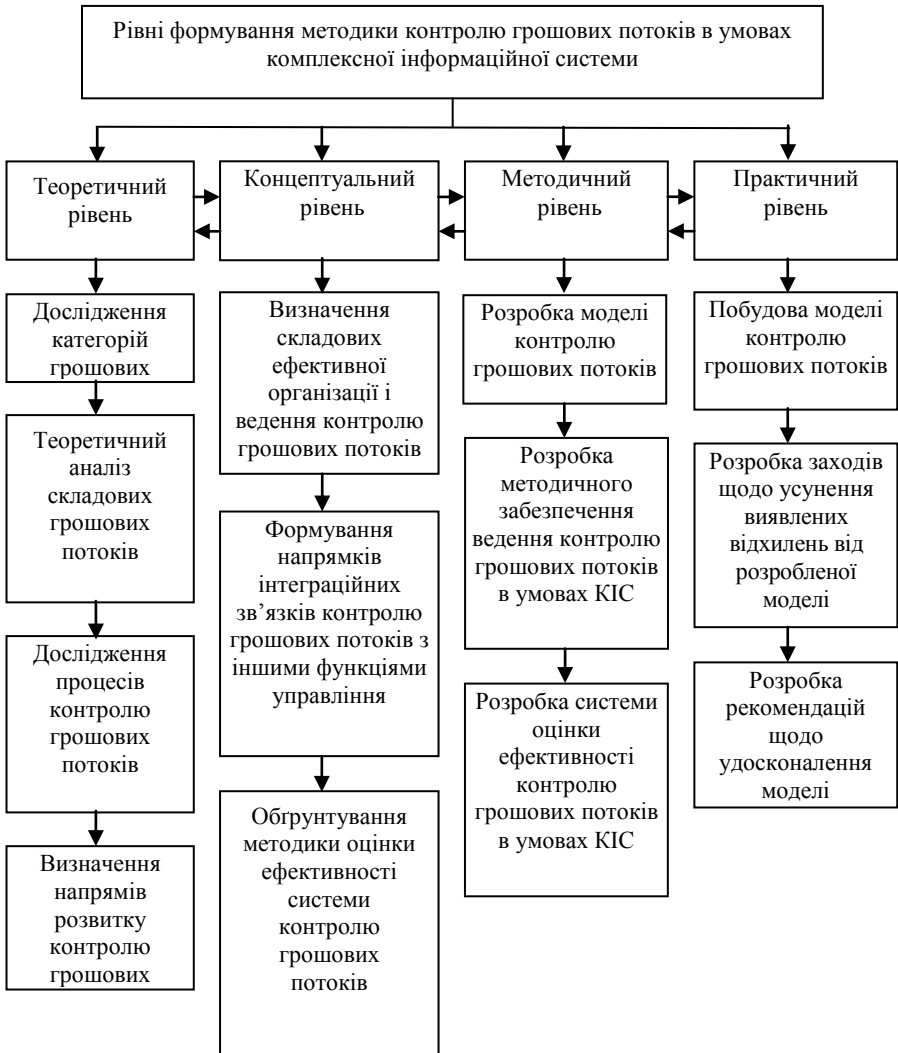 Рівні формування методики контролю грошових потоків в умовах
комплексної інформаційної системи
Теоретичний
рівень
Концептуальний
рівень
Методичний
рівень
Практичний
рівень
Дослідження
категорій
грошових
Теоретичний
аналіз
складових
грошових
потоків
Дослідження
процесів
контролю
грошових
потоків
Визначення
напрямів
розвитку
контролю
грошових
Визначення
складових
ефективної
організації і
ведення контролю
грошових потоків
Формування
напрямків
інтеграційних
зв’язків контролю
грошових потоків з
іншими функціями
управління
Обґрунтування
методики оцінки
ефективності
системи
контролю
грошових
потоків
Розробка моделі
контролю
грошових потоків
Розробка
методичного
забезпечення
ведення контролю
грошових потоків
в умовах КІС
Розробка системи
оцінки
ефективності
контролю
грошових потоків
в умовах КІС
Побудова моделі
контролю
грошових потоків
Розробка заходів
щодо усунення
виявлених
відхилень від
розробленої
моделі
Розробка
рекомендацій
щодо
удосконалення
моделі